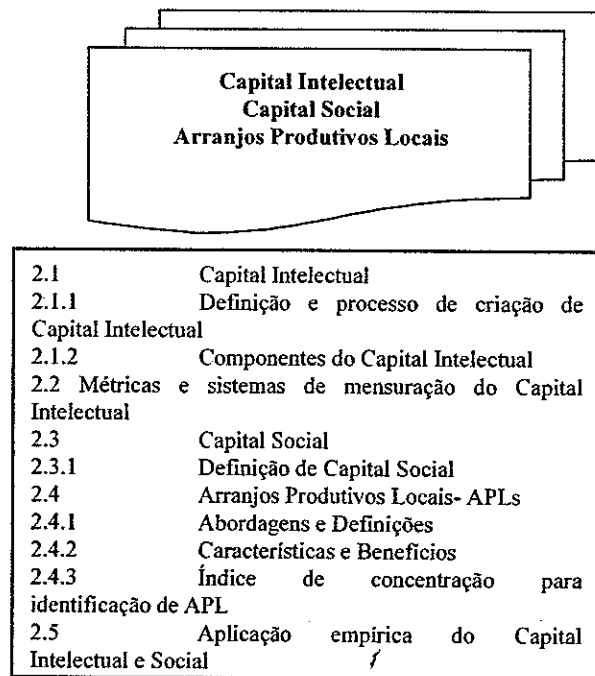 Capital Intelectual
Capital Social
Arranjos Produtivos Locais
2.1 Capital Intelectual
2.1.1 Definição e processo de criação de
Capital Intelectual
2.1.2 Componentes do Capital Intelectual
2.2 Métricas e sistemas de mensuração do Capital
Intelectual
2.3 Capital Social
2.3.1 Definição de Capital Social
2.4 Arranjos Produtivos Locais- APLs
2.4.1 Abordagens e Definições
2.4.2 Características e Benefícios
2.4.3 Índice de concentração para
identificação de APL
2.5 Aplicação empírica do Capital
Intelectual e Social